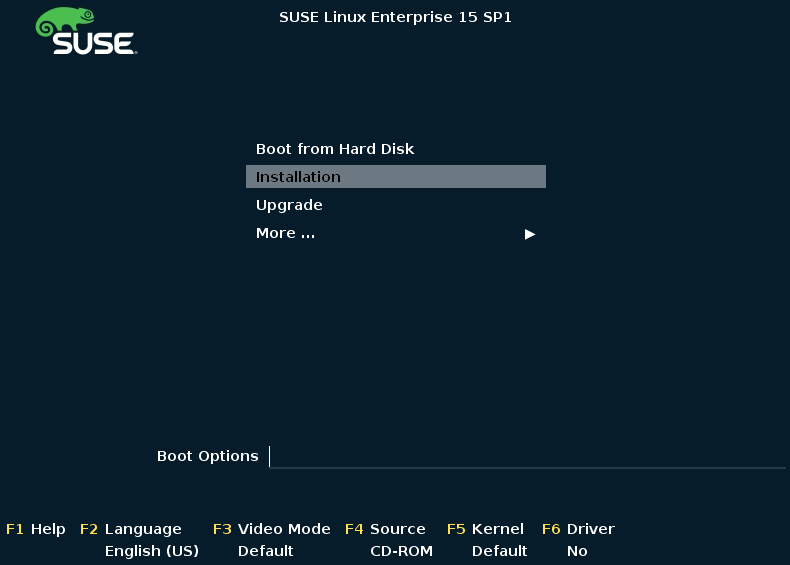 SUSE Linux Enterprise 15 SP1
SUSE
Boot from Hard Disk
Installation
Upgrade
More ...
Boot Options
F1 Help F2 Language F3 Video Mode F4 Source F5 Kernel F6 Driver
English (US) Default CD-ROM Default No